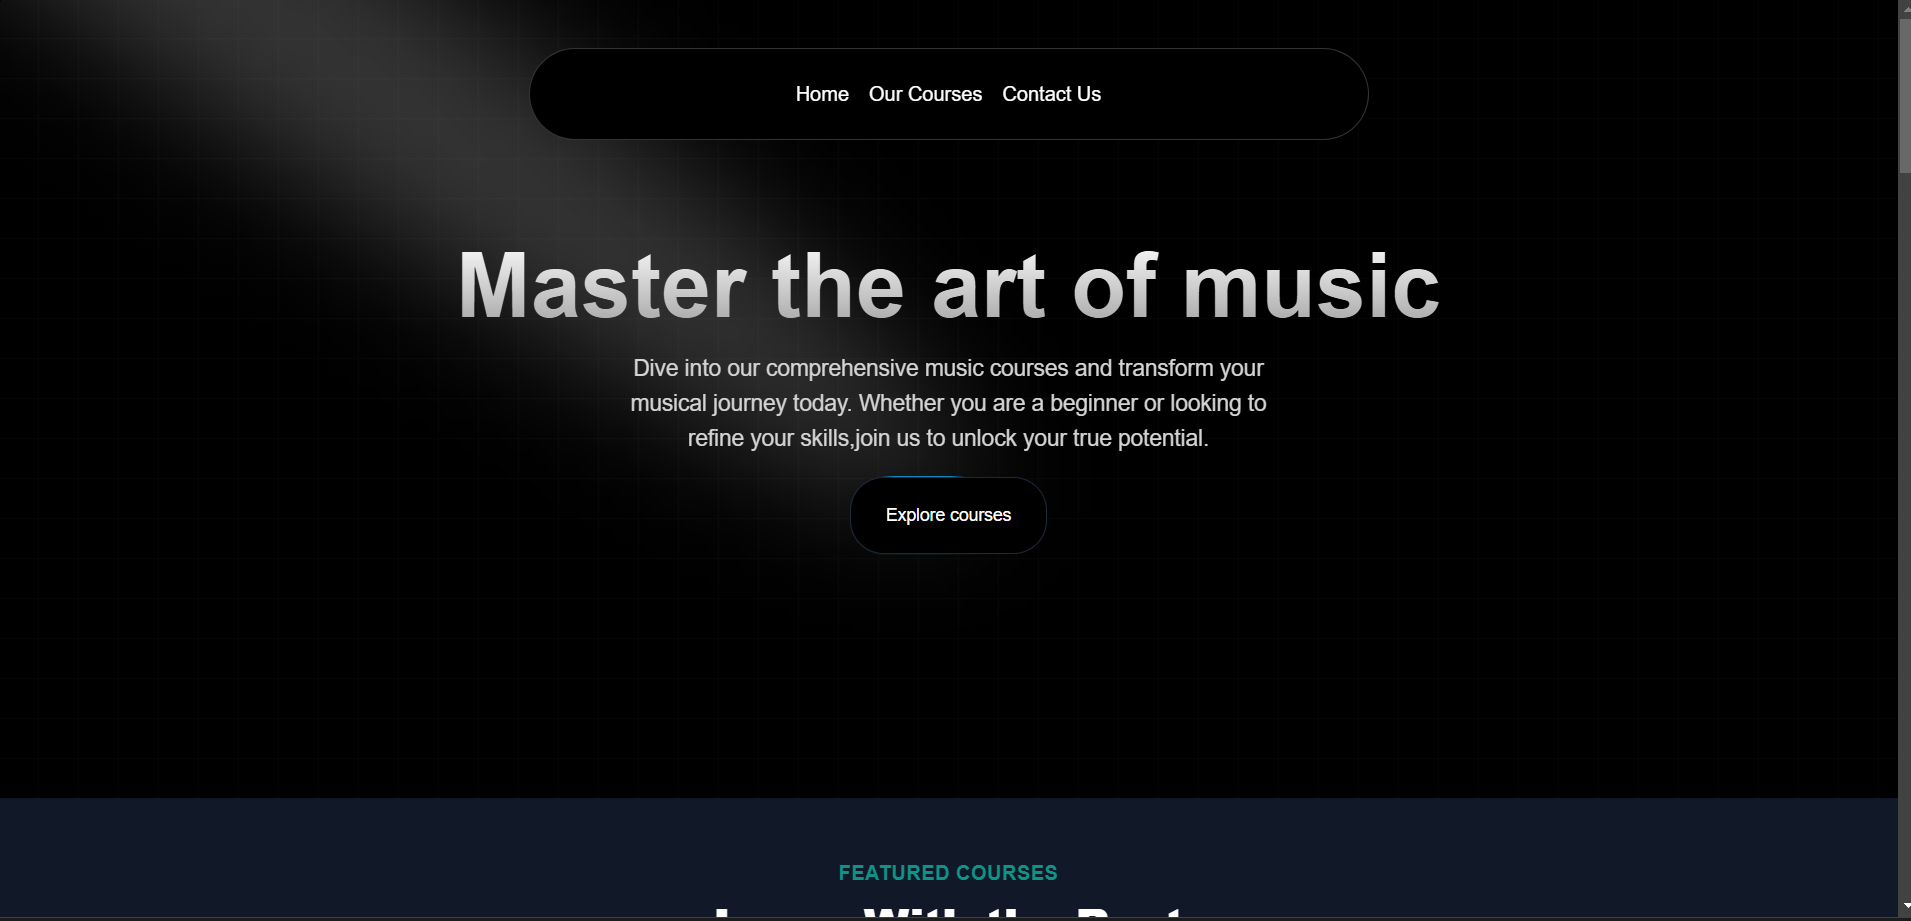 Home Our Courses Contact Us
Master the art of music
Dive into our comprehensive music courses and transform your
musical journey today. Whether you are a beginner or looking to
refine your skills,join us to unlock your true potential.
Explore courses
FEATURED COURSES
With the